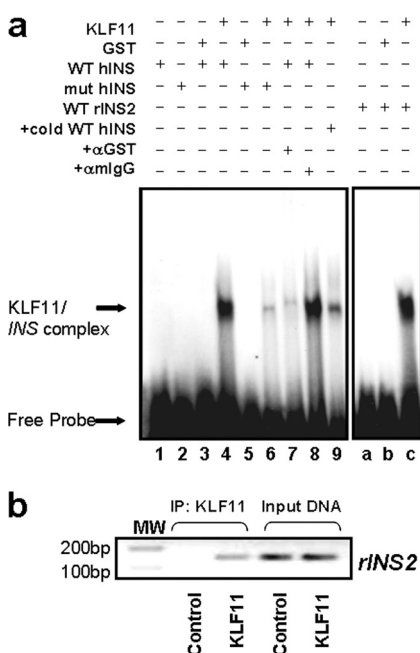 a
KLF11 – – – + – + + + + – – +
GST – – + – + – – – – – + –
WT hINS + – + + – – + + – – – –
mut hINS – + – – + + – – – – – –
WT rINS2 – – – – – – – – – + + +
+cold WT hINS – – – – – – – – + – – –
+αGST – – – – – – + – – – – –
+αmIgG – – – – – – – + – – – –
KLF11/
INS complex
Free Probe
1 2 3 4 5 6 7 8 9 a b c
b
IP: KLF11 Input DNA
MW
200bp
100bp
rINS2
Control KLF11 Control KLF11